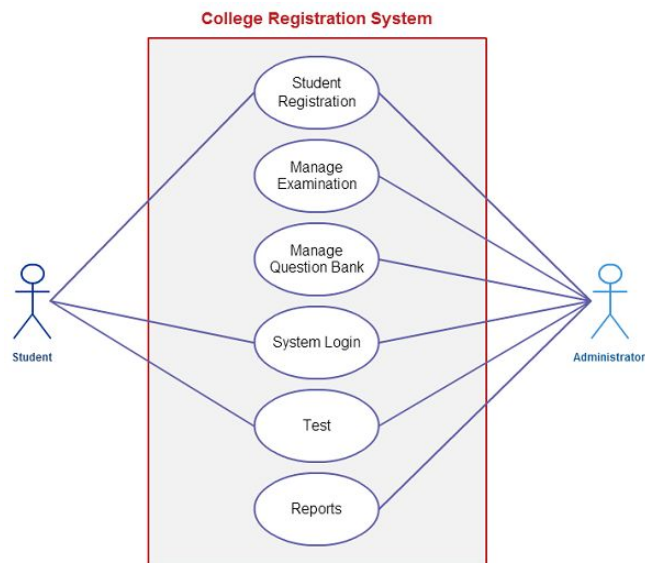 College Registration System
Student
Registration
Manage
Examination
Manage
Question Bank
System Login
Test
Reports
Student
Administrator